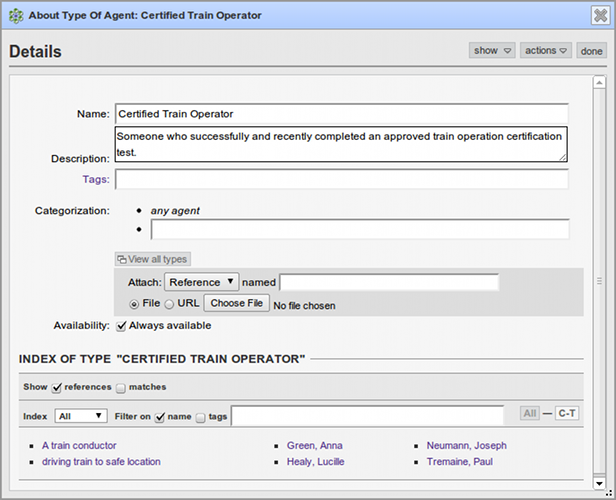 About Type Of Agent: Certified Train Operator
Details
show
actions
done
Name: Certified Train Operator
Someone who successfully and recently completed an approved train operation certification
test.
Description:
Tags:
Categorization:
any agent
View all types
Attach: Reference named
File URL Choose File No file chosen
Availability: Always available
INDEX OF TYPE "CERTIFIED TRAIN OPERATOR"
Show references matches
Index All Filter on name tags All — C-T
A train conductor Green, Anna Neumann, Joseph
driving train to safe location Healy, Lucille Tremaine, Paul